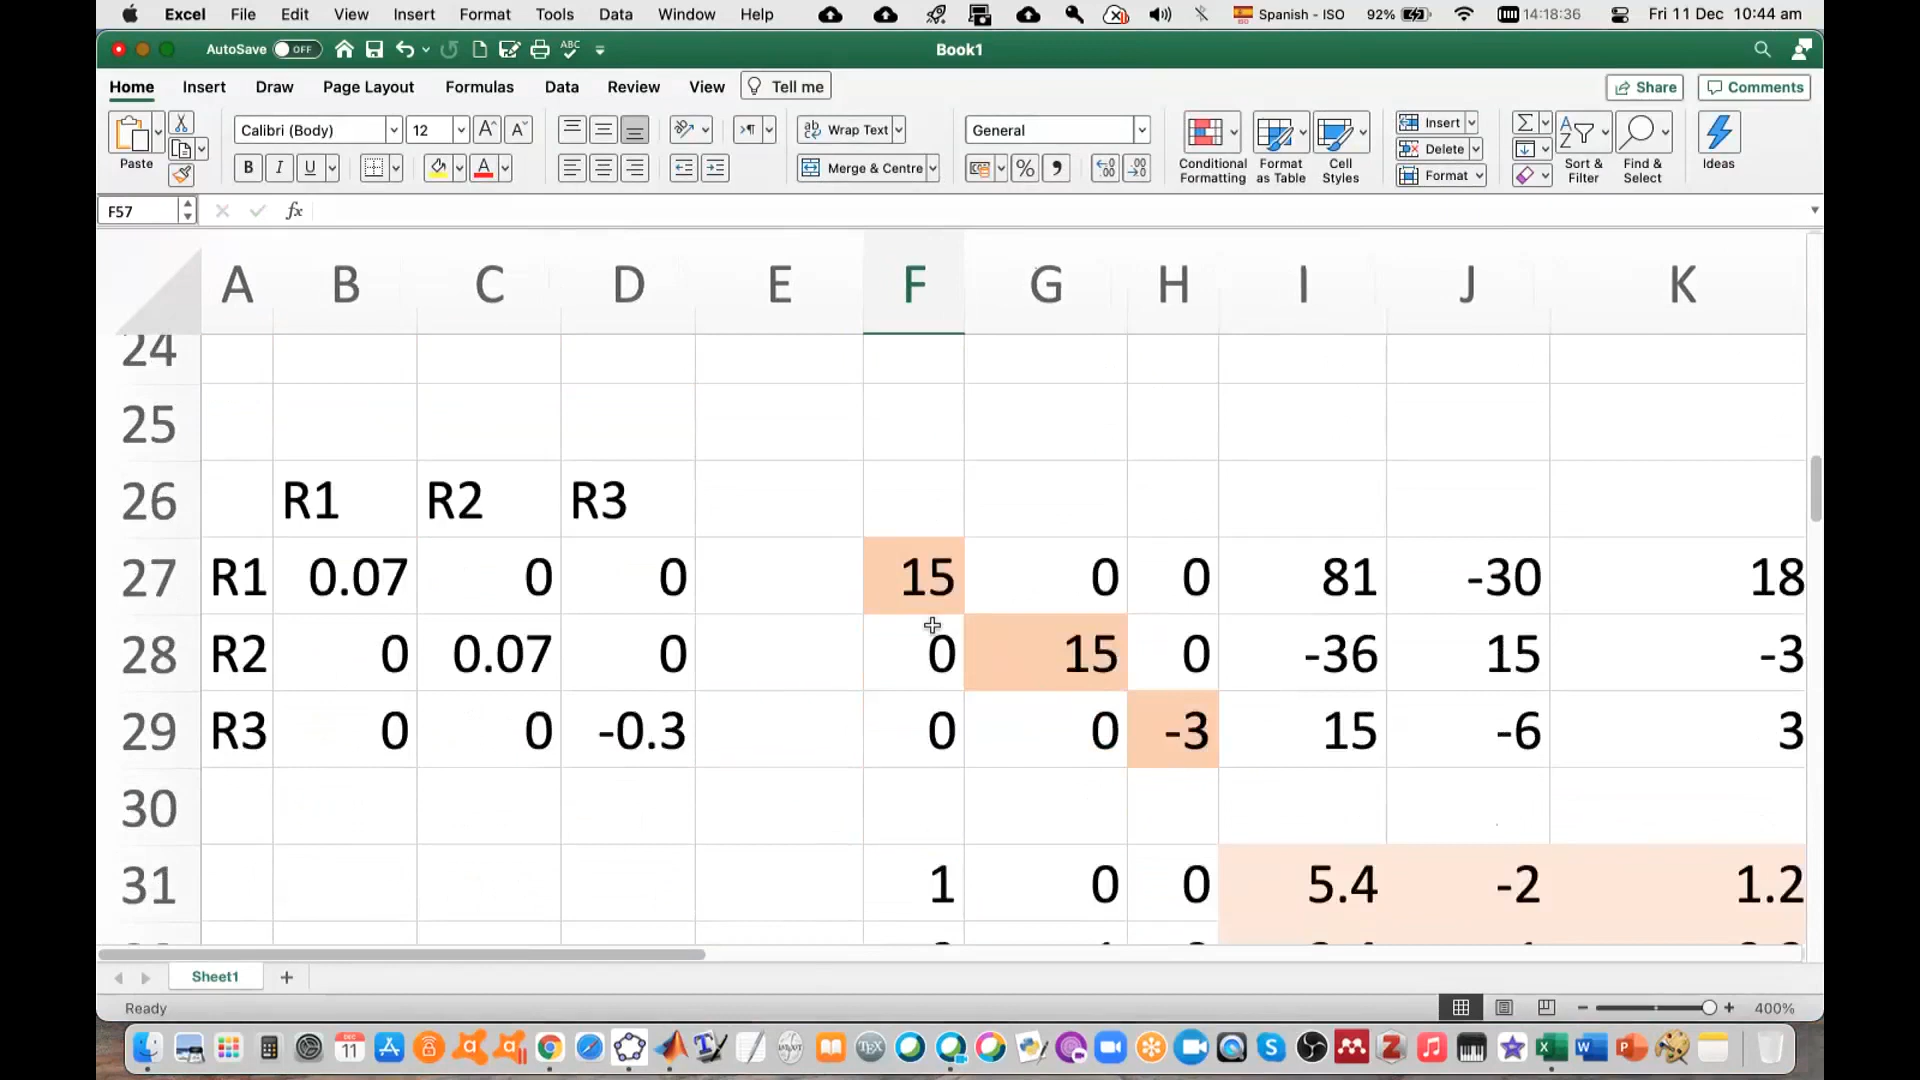 Excel File Edit View Insert Format Tools Data Window Help Spanish - ISO 92% 14:18:36 Fri 11 Dec 10:44 am
AutoSave OFF ABC Book1
Home Insert Draw Page Layout Formulas Data Review View Tell me Share Comments
Paste Calibri (Body) 12 A A ab Wrap Text General Insert
B I U A Merge & Centre % Delete
Conditional Formatting Format as Table Cell Styles Format Sort & Filter Find & Select Ideas
F57 fx
A B C D E F G H I J K
24
25
26 R1 R2 R3
27 R1 0.07 0 0 15 0 0 81 -30 18
28 R2 0 0.07 0 0 15 0 -36 15 -3
29 R3 0 0 -0.3 0 0 -3 15 -6 3
30
31 1 0 0 5.4 -2 1.2
Sheet1
Ready 400%
DEC
11
TEX